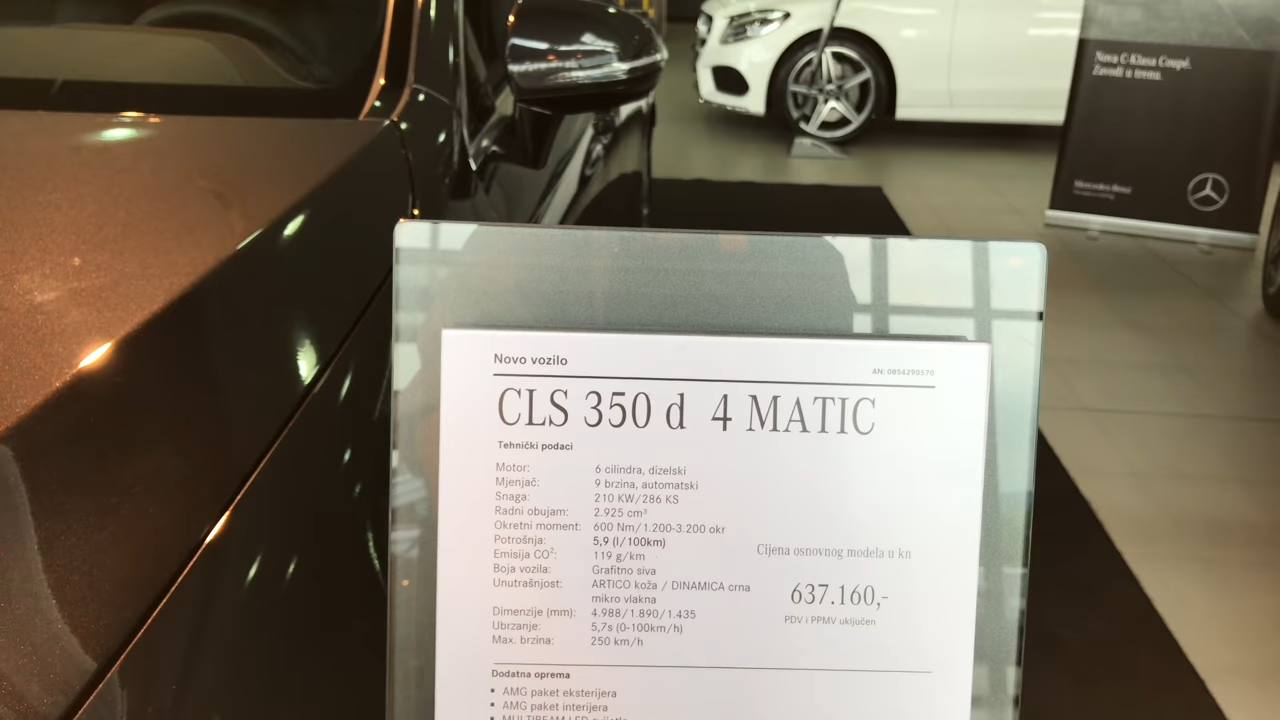 Nova C-Klasa Coupé.
Zavodi u trenu.
Mercedes-Benz
Novo vozilo
AN: 0854290570
CLS 350 d 4 MATIC
Tehnički podaci
Motor: 6 cilindra, dizelski
Mjenjač: 9 brzina, automatski
Snaga: 210 KW/286 KS
Radni obujam: 2.925 cm³
Okretni moment: 600 Nm/1.200-3.200 okr
Potrošnja: 5,9 (l/100km)
Emisija CO²: 119 g/km
Boja vozila: Grafitno siva
Unutrašnjost: ARTICO koža / DINAMICA crna
mikro vlakna
Dimenzije (mm): 4.988/1.890/1.435
Ubrzanje: 5,7s (0-100km/h)
Max. brzina: 250 km/h
Cijena osnovnog modela u kn
637.160,-
PDV i PPMV uključen
Dodatna oprema
▪ AMG paket eksterijera
▪ AMG paket interijera
▪ MULTIBEAM LED